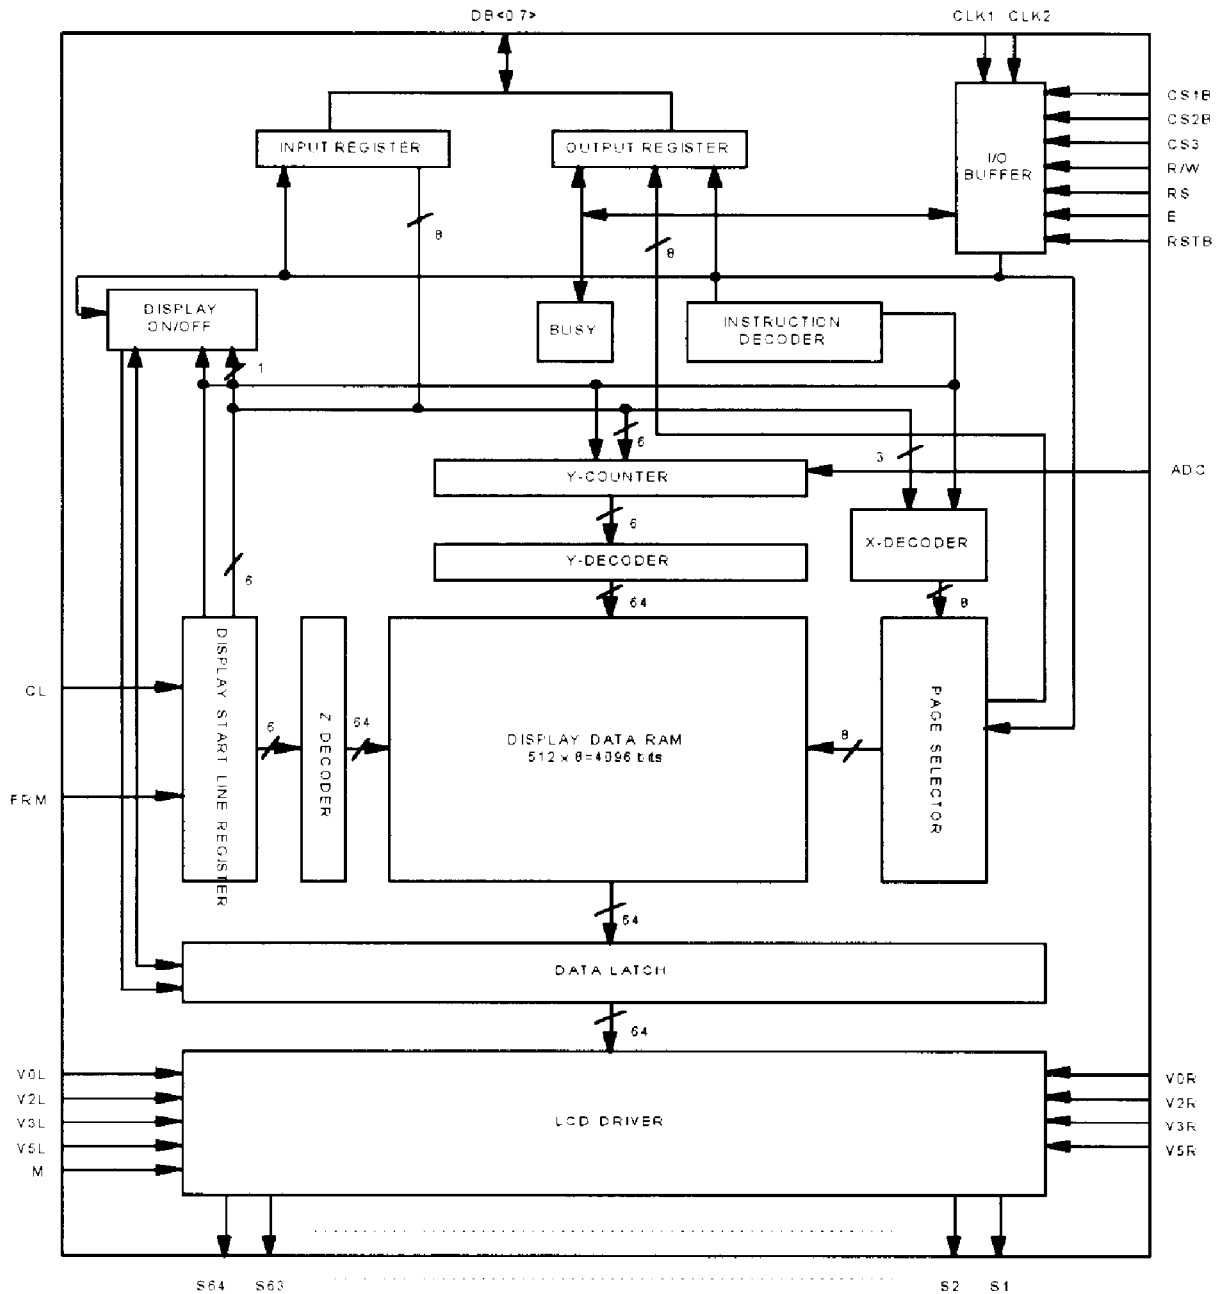 DB<0:7>
CLK1 CLK2
CS1B
CS2B
CS3
R/W
RS
E
RSTB
I/O
BUFFER
INPUT REGISTER
OUTPUT REGISTER
8
8
DISPLAY
ON/OFF
BUSY
INSTRUCTION
DECODER
1
6
3
Y-COUNTER
ADC
6
Y-DECODER
X-DECODER
6
64
8
DISPLAY START LINE REGISTER
Z DECODER
PAGE SELECTOR
CL
FRM
6
64
DISPLAY DATA RAM
512 x 8=4096 bits
8
64
DATA LATCH
64
V0L
V2L
V3L
V5L
M
LCD DRIVER
V0R
V2R
V3R
V5R
S64 S63
S2 S1